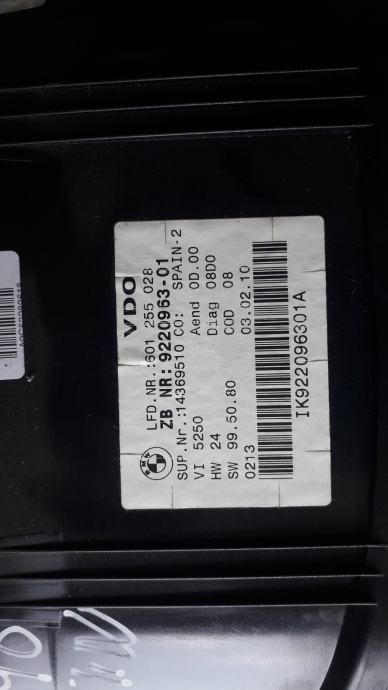 VDO
LFD.NR.:601 255 028
ZB NR: 9220963-01
SUP.Nr.:14369510 CO: SPAIN-2
VI 5250 Aend 0D.00
HW 24 Diag 08D0
SW 99.50.80 COD 08
0213 03.02.10
IK922096301A
BMW